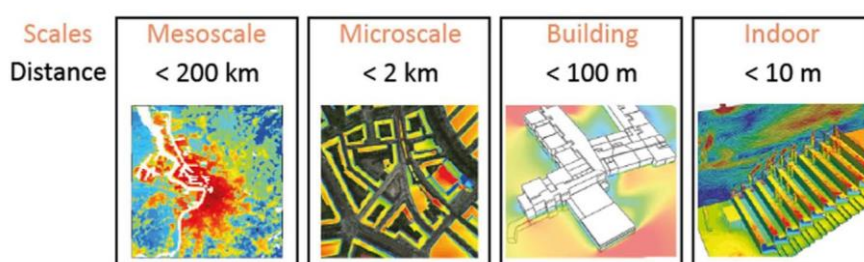 Scales Mesoscale Microscale Building Indoor
Distance < 200 km < 2 km < 100 m < 10 m